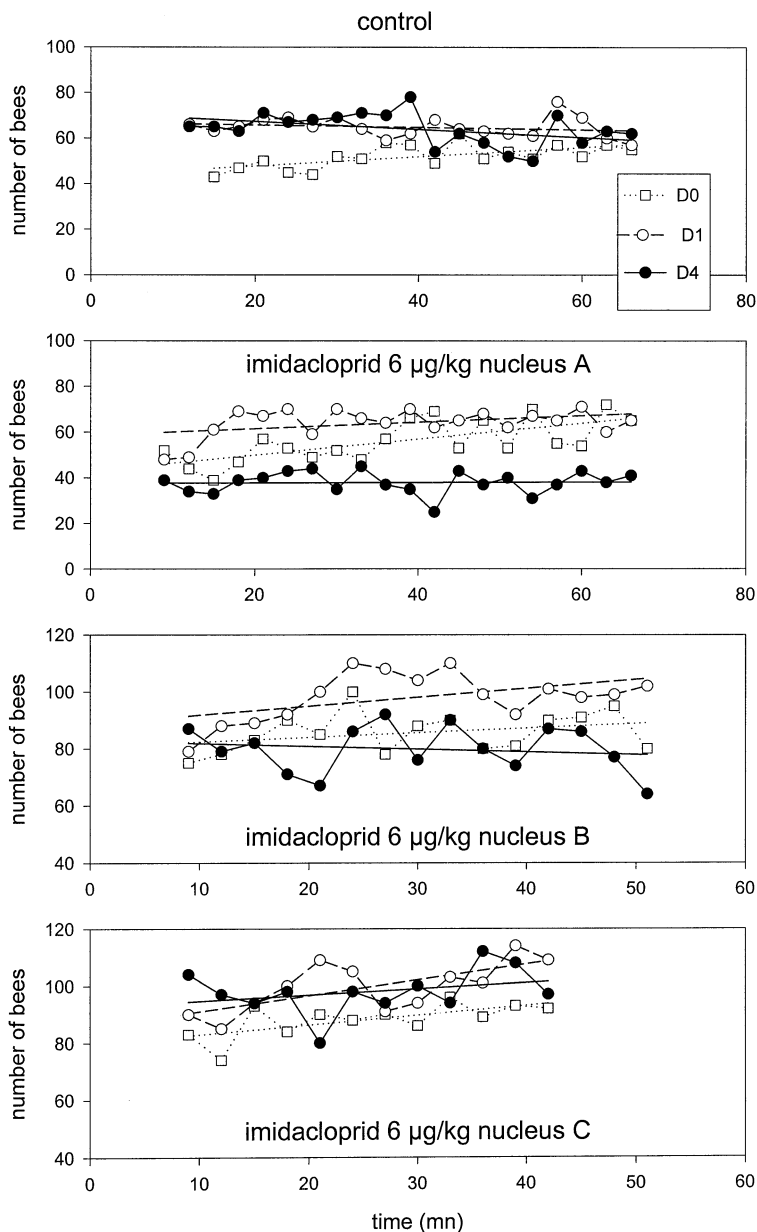 control
100
80
60
40
20
0
number of bees
0 20 40 60 80
D0
D1
D4
imidacloprid 6 µg/kg nucleus A
100
80
60
40
20
0
number of bees
0 20 40 60 80
120
100
80
60
40
number of bees
imidacloprid 6 µg/kg nucleus B
0 10 20 30 40 50 60
120
100
80
60
40
number of bees
imidacloprid 6 µg/kg nucleus C
0 10 20 30 40 50 60
time (mn)